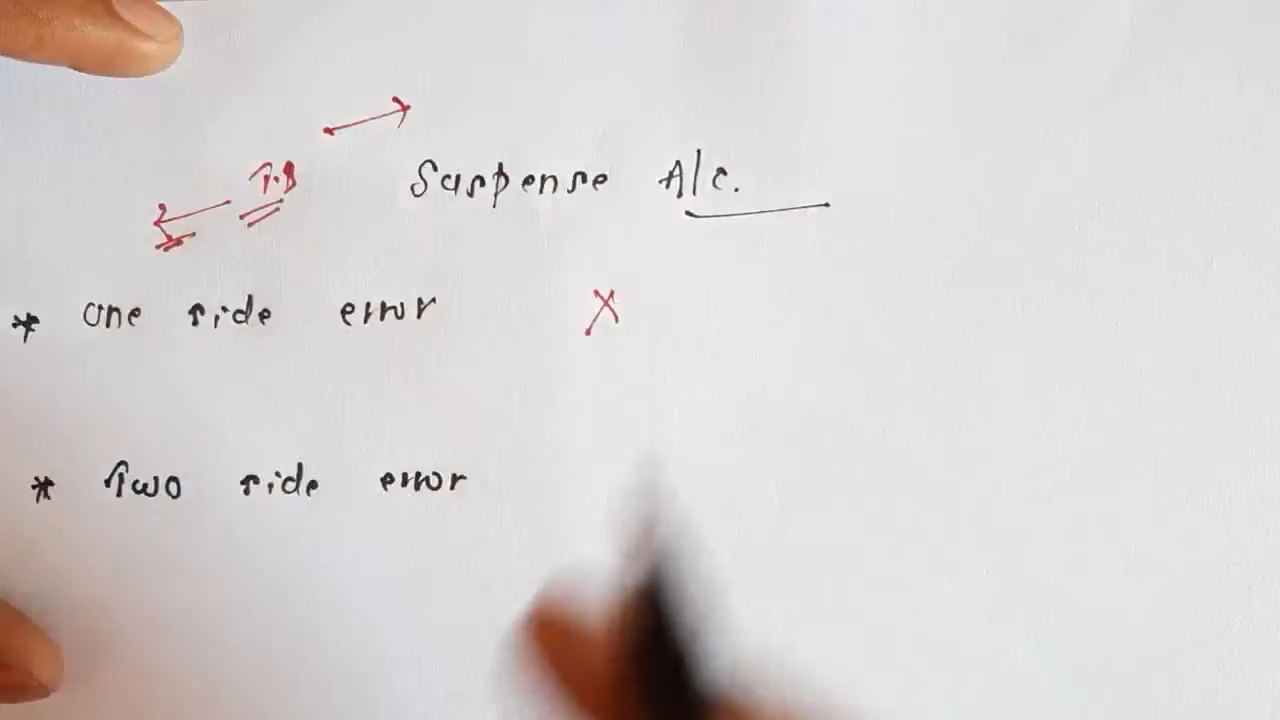 T.B Suspense A/c.
* One side error X
* Two side error